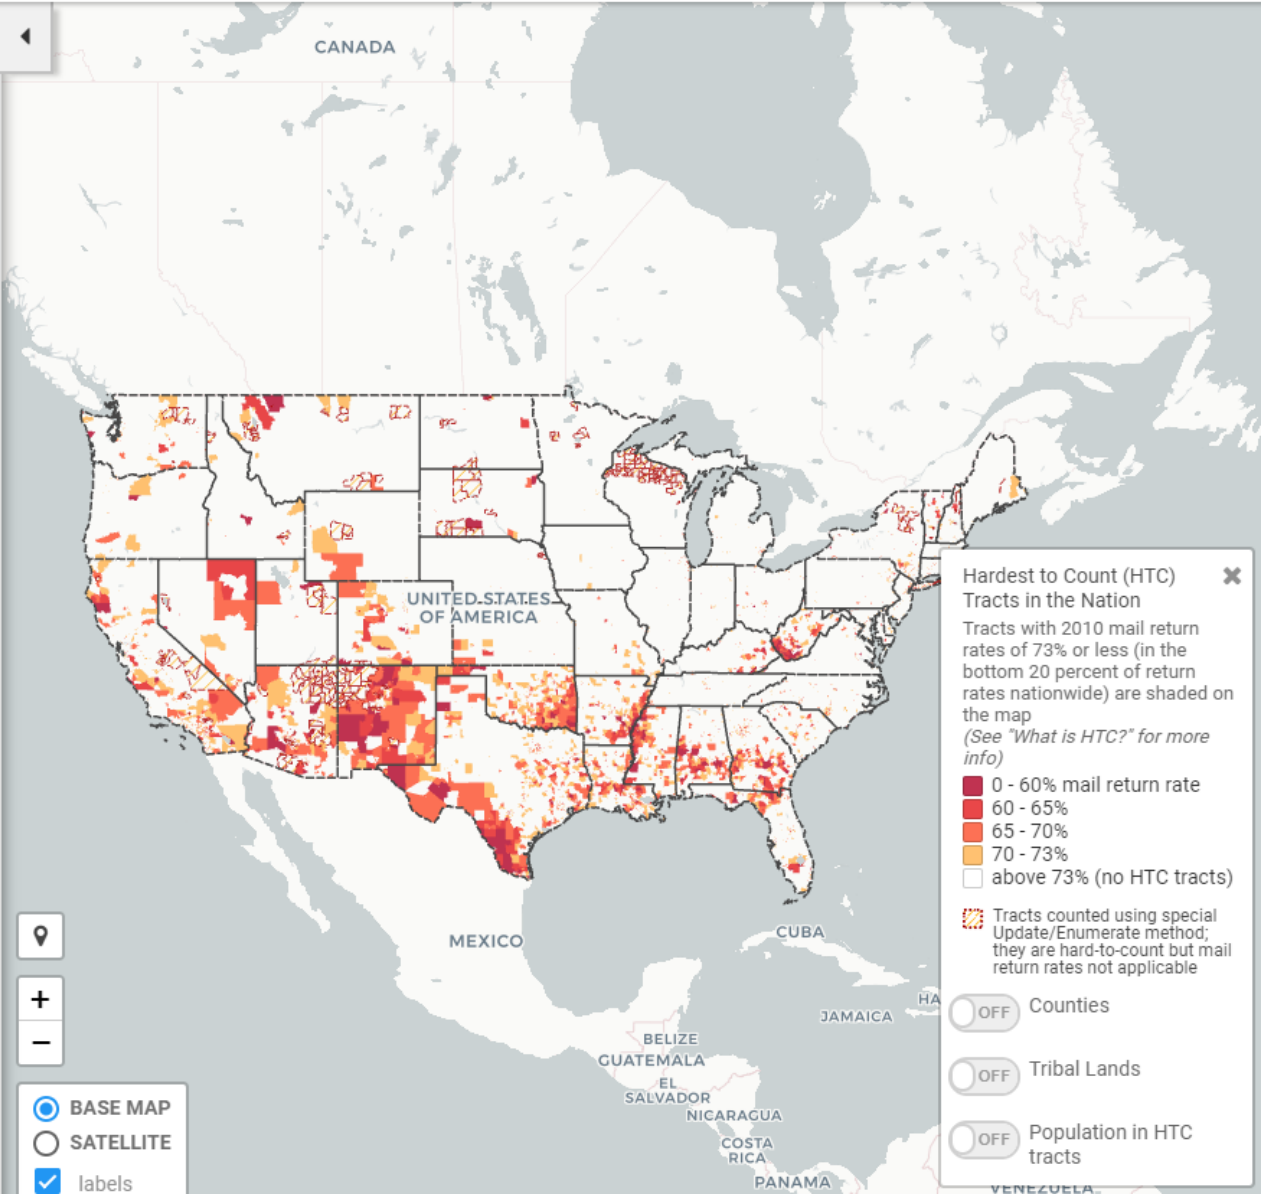 CANADA
UNITED STATES
OF AMERICA
MEXICO
CUBA
HA
JAMAICA
BELIZE
GUATEMALA
EL
SALVADOR
NICARAGUA
COSTA
RICA
PANAMA
VENEZUELA
Hardest to Count (HTC)
Tracts in the Nation
Tracts with 2010 mail return
rates of 73% or less (in the
bottom 20 percent of return
rates nationwide) are shaded on
the map
(See "What is HTC?" for more
info)
0 - 60% mail return rate
60 - 65%
65 - 70%
70 - 73%
above 73% (no HTC tracts)
Tracts counted using special
Update/Enumerate method;
they are hard-to-count but mail
return rates not applicable
OFF Counties
OFF Tribal Lands
OFF Population in HTC
tracts
+
−
BASE MAP
SATELLITE
labels